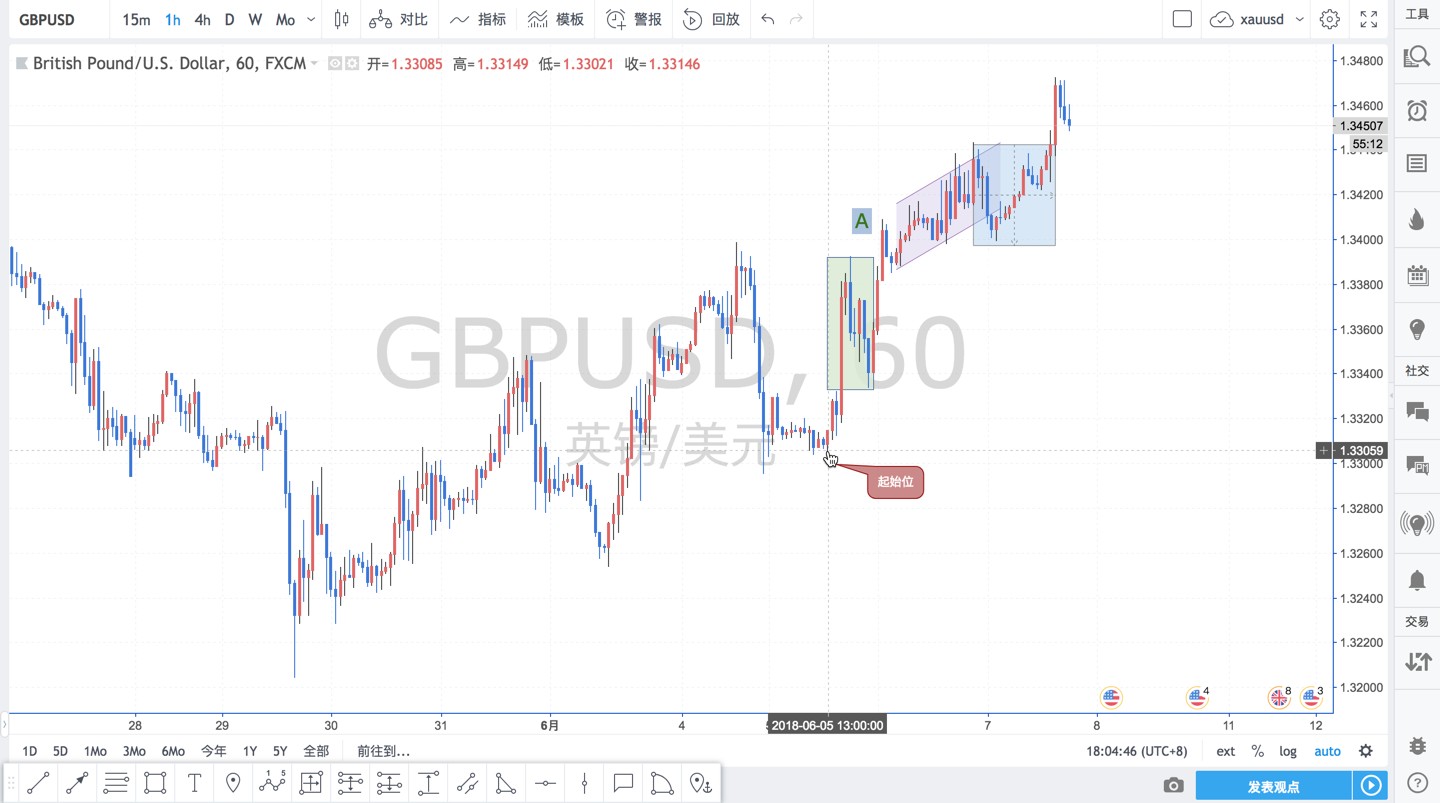 GBPUSD 15m 1h 4h D W Mo 对比 指标 模板 警报 回放 xauusd 工具
British Pound/U.S. Dollar, 60, FXCM 开=1.33085 高=1.33149 低=1.33021 收=1.33146
1.34800
1.34600
1.34507
55:12
1.34200
A
1.34000
1.33800
GBPUSD, 60
1.33600
1.33400
社交
1.33200
英镑/美元
1.33059
1.33000
起始位
1.32800
1.32600
1.32400
交易
1.32200
1.32000
4 8 3
28 29 30 31 6月 4 2018-06-05 13:00:00 7 8 11 12
1D 5D 1Mo 3Mo 6Mo 今年 1Y 5Y 全部 前往到... 18:04:46 (UTC+8) ext % log auto
T 1 5 发表观点